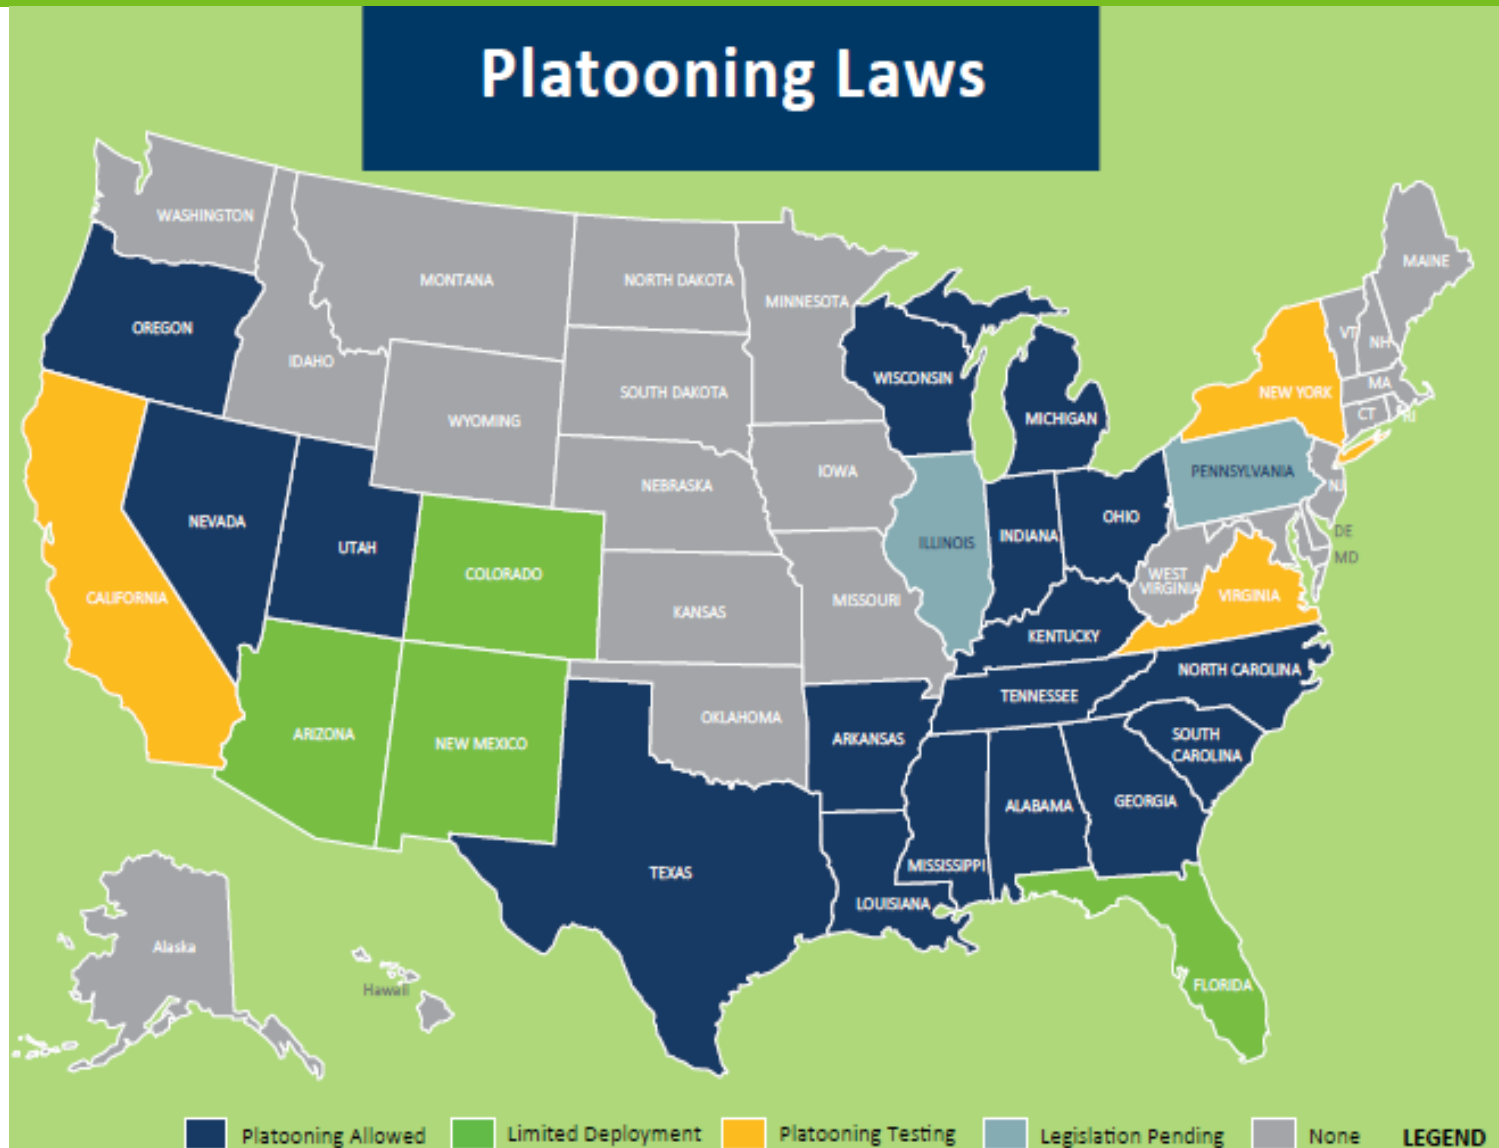 Platooning Laws
WASHINGTON
MAINE
MONTANA
NORTH DAKOTA
MINNESOTA
OREGON
VT
NH
IDAHO
MI
WISCONSIN
SOUTH DAKOTA
NEW YORK
MA
WYOMING
MICHIGAN
CT
RI
IOWA
PENNSYLVANIA
NEBRASKA
NJ
NEVADA
OHIO
UTAH
ILLINOIS
INDIANA
DE
MD
COLORADO
WEST
VIRGINIA
CALIFORNIA
MISSOURI
VIRGINIA
KANSAS
KENTUCKY
NORTH CAROLINA
TENNESSEE
OKLAHOMA
ARIZONA
NEW MEXICO
ARKANSAS
SOUTH
CAROLINA
ALABAMA
GEORGIA
TEXAS
MISSISSIPPI
LOUISIANA
Alaska
Hawaii
FLORIDA
Platooning Allowed
Limited Deployment
Platooning Testing
Legislation Pending
None
LEGEND